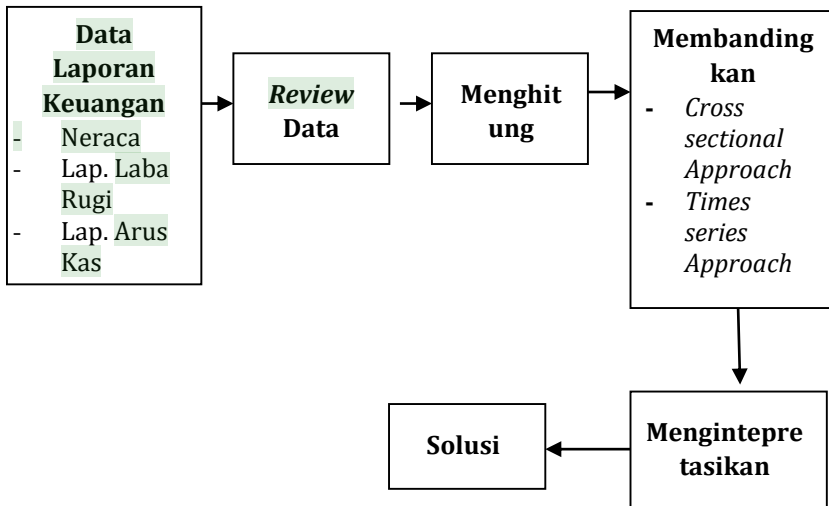 Data
Laporan
Keuangan
- Neraca
- Lap. Laba
Rugi
- Lap. Arus
Kas
Review
Data
Menghit
ung
Membanding
kan
- Cross
sectional
Approach
- Times
series
Approach
Mengintepre
tasikan
Solusi